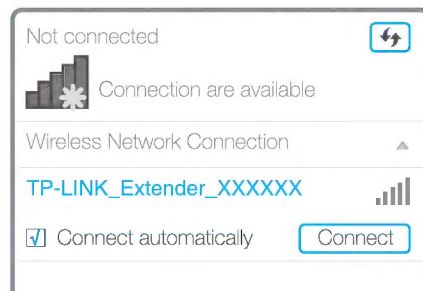 Not connected
Connection are available
Wireless Network Connection
TP-LINK_Extender_XXXXXX
Connect automatically
Connect